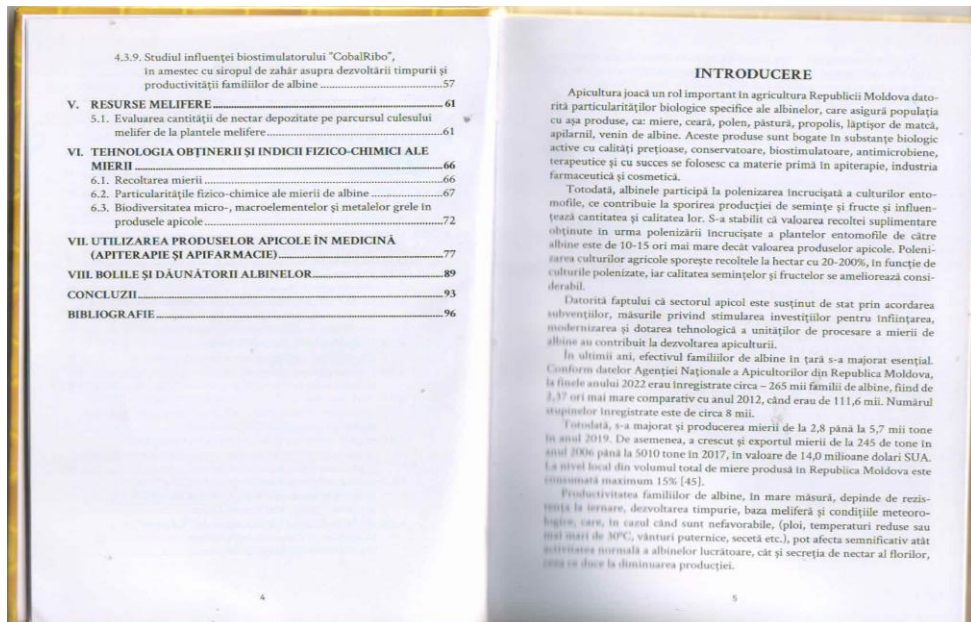 4.3.9. Studiul influenței biostimulatorului "CobalRibo",
în amestec cu siropul de zahăr asupra dezvoltării timpurii și
productivității familiilor de albine ...57
V. RESURSE MELIFERE ... 61
5.1. Evaluarea cantității de nectar depozitate pe parcursul culesului
melifer de la plantele melifere ...61
VI. TEHNOLOGIA OBȚINERII ȘI INDICII FIZICO-CHIMICI ALE
MIERII ... 66
6.1. Recoltarea mierii ... 66
6.2. Particularitățile fizico-chimice ale mierii de albine ...67
6.3. Biodiversitatea micro-, macroelementelor și metalelor grele în
produsele apicole ...72
VII. UTILIZAREA PRODUSELOR APICOLE ÎN MEDICINĂ
(APITERAPIE ȘI APIFARMACIE) ...77
VIII. BOLILE ȘI DĂUNĂTORII ALBINELOR ...89
CONCLUZII ...93
BIBLIOGRAFIE ...96
4
INTRODUCERE
Apicultura joacă un rol important în agricultura Republicii Moldova dato-
rită particularităților biologice specifice ale albinelor, care asigură populația
cu așa produse, ca: miere, ceară, polen, păstură, propolis, lăptișor de matcă,
apilarnil, venin de albine. Aceste produse sunt bogate în substanțe biologic
active cu calități prețioase, conservatoare, biostimulatoare, antimicrobiene,
terapeutice și cu succes se folosesc ca materie primă în apiterapie, industria
farmaceutică și cosmetică.
Totodată, albinele participă la polenizarea încrucișată a culturilor ento-
mofile, ce contribuie la sporirea producției de semințe și fructe și influen-
țează cantitatea și calitatea lor. S-a stabilit că valoarea recoltei suplimentare
obținute în urma polenizării încrucișate a plantelor entomofile de către
albine este de 10-15 ori mai mare decât valoarea produselor apicole. Poleni-
zarea culturilor agricole sporește recoltele la hectar cu 20-200%, în funcție de
culturile polenizate, iar calitatea semințelor și fructelor se ameliorează consi-
derabil.
Datorită faptului că sectorul apicol este susținut de stat prin acordarea
subvențiilor, măsurile privind stimularea investițiilor pentru înființarea,
modernizarea și dotarea tehnologică a unităților de procesare a mierii de
albine au contribuit la dezvoltarea apiculturii.
În ultimii ani, efectivul familiilor de albine în țară s-a majorat esențial.
Conform datelor Agenției Naționale a Apicultorilor din Republica Moldova,
la finele anului 2022 erau înregistrate circa – 265 mii familii de albine, fiind de
2,37 ori mai mare comparativ cu anul 2012, când erau de 111,6 mii. Numărul
stupinelor înregistrate este de circa 8 mii.
Totodată, s-a majorat și producerea mierii de la 2,8 până la 5,7 mii tone
în anul 2019. De asemenea, a crescut și exportul mierii de la 245 de tone în
anul 2006 până la 5010 tone în 2017, în valoare de 14,0 milioane dolari SUA.
La nivel local din volumul total de miere produsă în Republica Moldova este
consumată maximum 15% [45].
Productivitatea familiilor de albine, în mare măsură, depinde de rezis-
tența la iernare, dezvoltarea timpurie, baza meliferă și condițiile meteoro-
logice, care, în cazul când sunt nefavorabile, (ploi, temperaturi reduse sau
mai mari de 30°C, vânturi puternice, secetă etc.), pot afecta semnificativ atât
activitatea normală a albinelor lucrătoare, cât și secreția de nectar al florilor,
ceea ce duce la diminuarea producției.
5